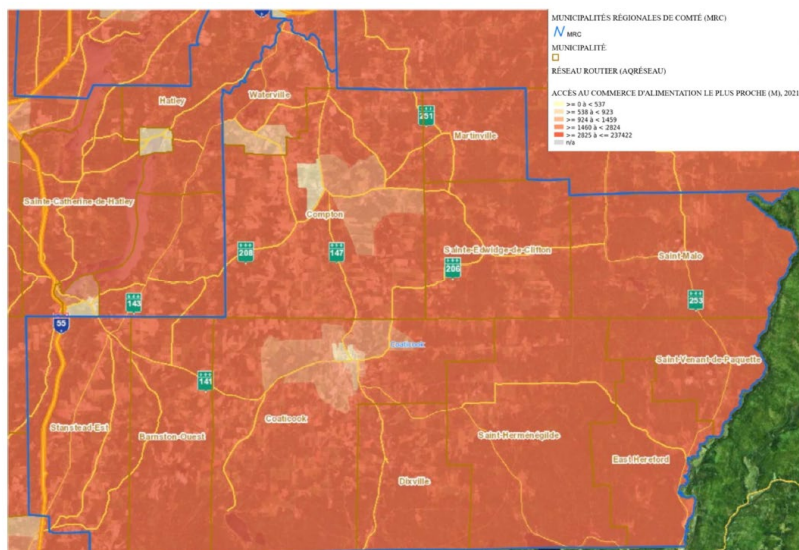 MUNICIPALITÉS RÉGIONALES DE COMTÉ (MRC)
MRC
MUNICIPALITÉ
RÉSEAU ROUTIER (AQRÉSEAU)
ACCÈS AU COMMERCE D'ALIMENTATION LE PLUS PROCHE (M), 2021
>= 0 à < 537
>= 538 à < 923
>= 924 à < 1459
>= 1460 à < 2824
>= 2825 à <= 237422
n/a
Hatley
Waterville
251
Martinville
Sainte-Catherine-de-Hatley
Compton
208
147
Sainte-Edwidge-de-Clifton
206
Saint-Malo
143
253
55
Coaticook
Saint-Venant-de-Paquette
141
Stanstead-Est
Barnston-Ouest
Coaticook
Saint-Herménégilde
East Hereford
Dixville